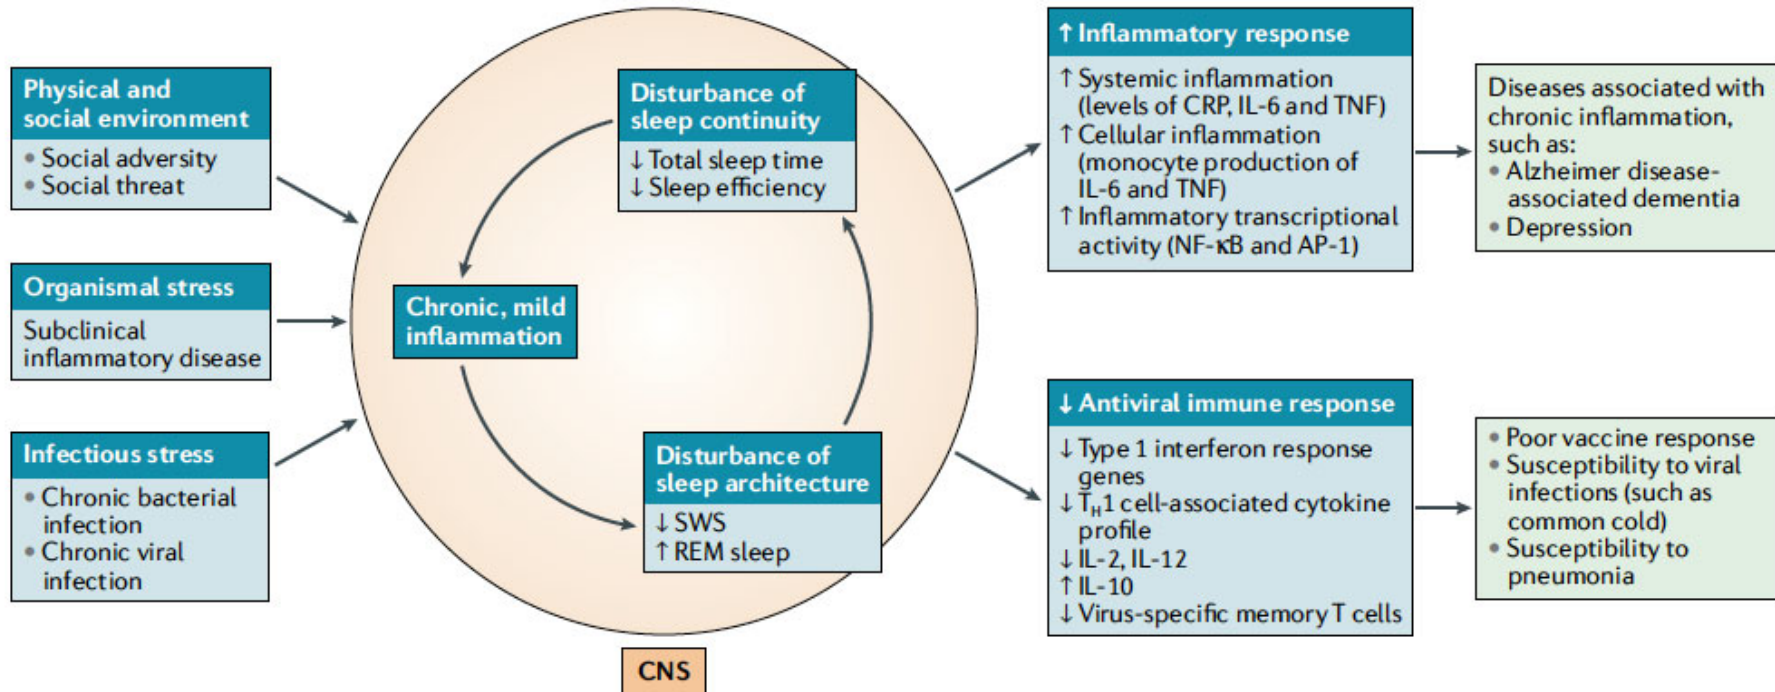 Physical and
social environment
• Social adversity
• Social threat
Organismal stress
Subclinical
inflammatory disease
Infectious stress
• Chronic bacterial
infection
• Chronic viral
infection
Disturbance of
sleep continuity
↓ Total sleep time
↓ Sleep efficiency
Chronic, mild
inflammation
Disturbance of
sleep architecture
↓ SWS
↑ REM sleep
CNS
↑ Inflammatory response
↑ Systemic inflammation
(levels of CRP, IL-6 and TNF)
↑ Cellular inflammation
(monocyte production of
IL-6 and TNF)
↑ Inflammatory transcriptional
activity (NF-κB and AP-1)
Diseases associated with
chronic inflammation,
such as:
• Alzheimer disease-
associated dementia
• Depression
↓ Antiviral immune response
↓ Type 1 interferon response
genes
↓ TH1 cell-associated cytokine
profile
↓ IL-2, IL-12
↑ IL-10
↓ Virus-specific memory T cells
• Poor vaccine response
• Susceptibility to viral
infections (such as
common cold)
• Susceptibility to
pneumonia